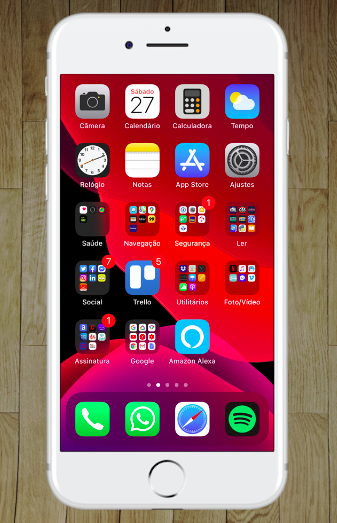 Sábado
27
Câmera
Calendário
Calculadora
Tempo
Relógio
Notas
App Store
Ajustes
1
Saúde
Navegação
Segurança
Ler
7
5
Social
Trello
Utilitários
Foto/Vídeo
1
Assinatura
Google
Amazon Alexa